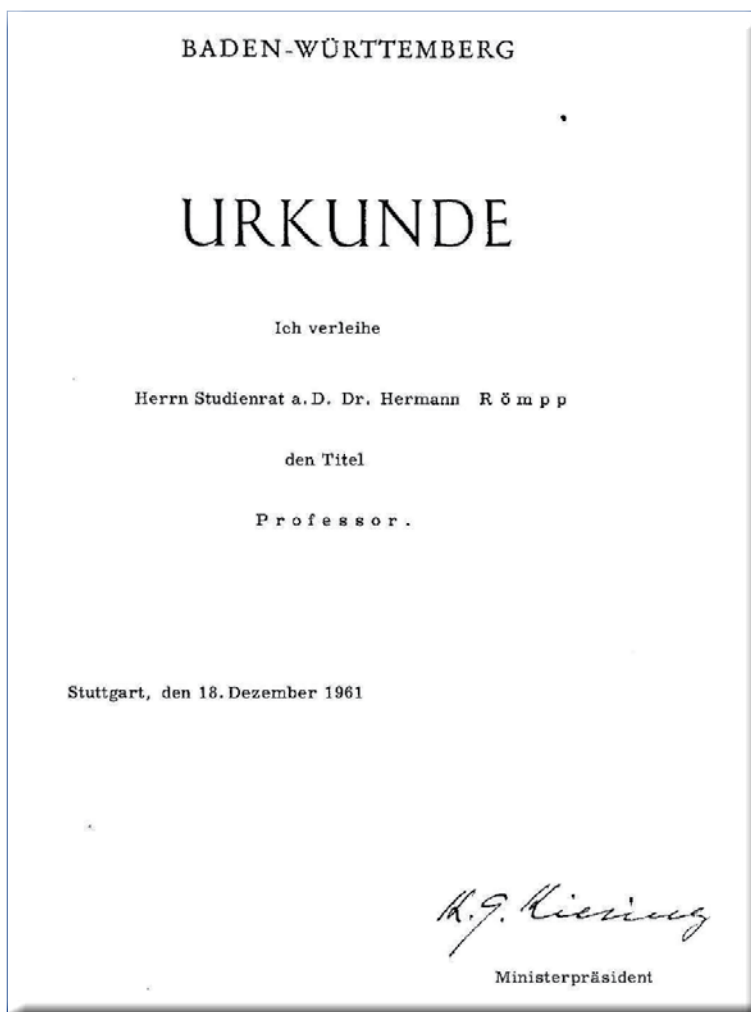 BADEN-WÜRTTEMBERG
URKUNDE
Ich verleihe
Herrn Studienrat a.D. Dr. Hermann Römpp
den Titel
Professor.
Stuttgart, den 18. Dezember 1961
K. G. Kiesinger
Ministerpräsident